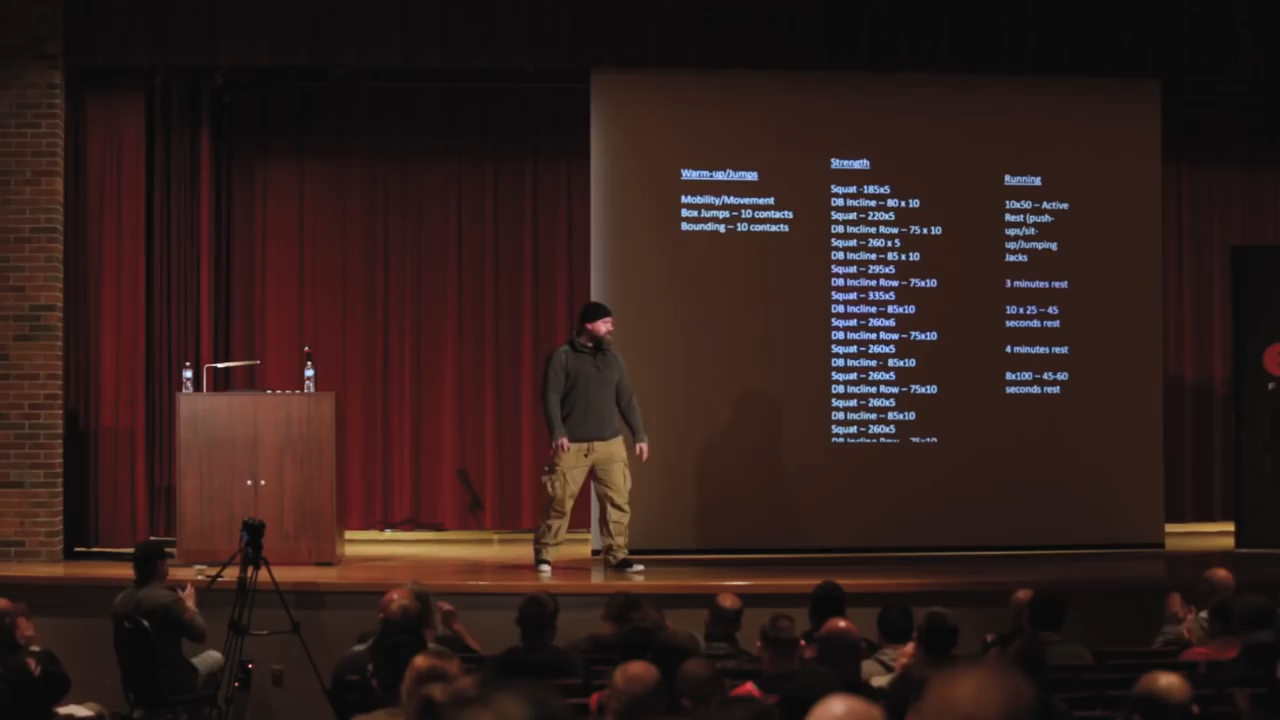 Warm-up/Jumps
Mobility/Movement
Box Jumps – 10 contacts
Bounding – 10 contacts
Strength
Squat -185x5
DB Incline – 80 x 10
Squat – 220x5
DB Incline Row – 75 x 10
Squat – 260 x 5
DB Incline – 85 x 10
Squat – 295x5
DB Incline Row – 75x10
Squat – 335x5
DB Incline – 85x10
Squat – 260x6
DB Incline Row – 75x10
Squat – 260x5
DB Incline - 85x10
Squat – 260x5
DB Incline Row – 75x10
Squat – 260x5
DB Incline – 85x10
Squat – 260x5
DB Incline Row – 75x10
Running
10x50 – Active
Rest (push-
ups/sit-
up/Jumping
Jacks
3 minutes rest
10 x 25 – 45
seconds rest
4 minutes rest
8x100 – 45-60
seconds rest